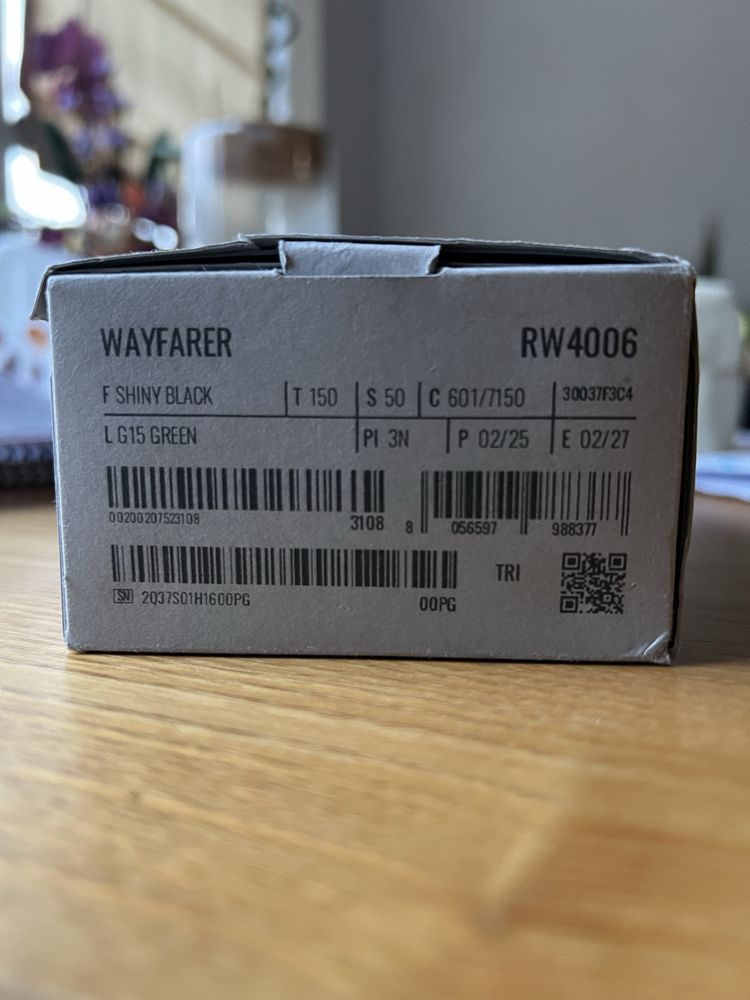 WAYFARER RW4006
F SHINY BLACK T 150 S 50 C 601/7150 30037F3C4
L G15 GREEN PI 3N P 02/25 E 02/27
00200207523108 3108 8 056597 988377
TRI
SN 2Q37S01H1600PG 00PG